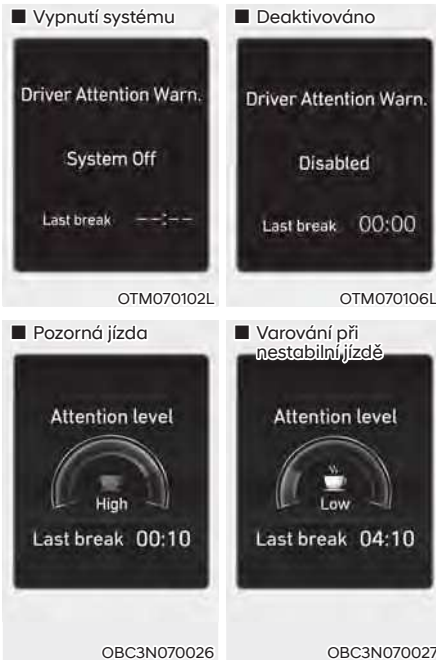 ■ Vypnutí systému
Driver Attention Warn.
System Off
Last break --:--
OTM070102L
■ Deaktivováno
Driver Attention Warn.
Disabled
Last break 00:00
OTM070106L
■ Pozorná jízda
Attention level
High
Last break 00:10
OBC3N070026
■ Varování při
nestabilní jízdě
Attention level
Low
Last break 04:10
OBC3N070027